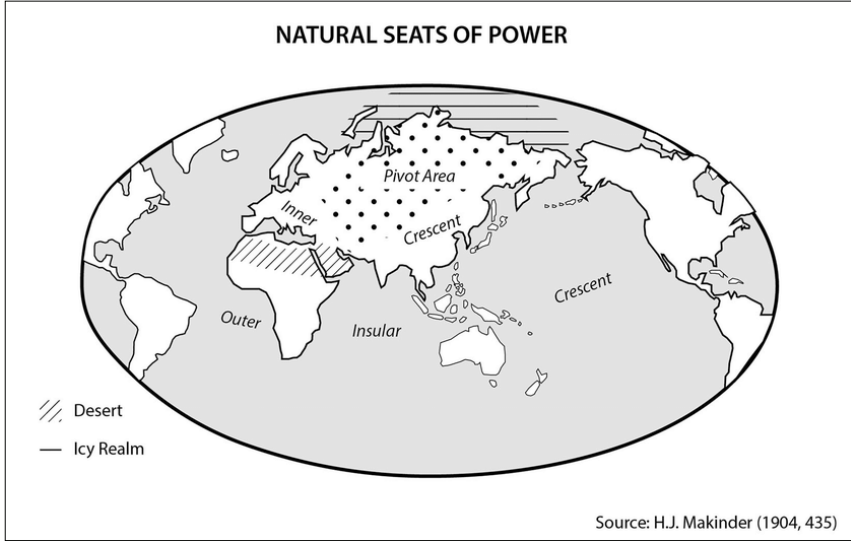 NATURAL SEATS OF POWER
Pivot Area
Inner
Crescent
Crescent
Outer
Insular
Desert
Icy Realm
Source: H.J. Makinder (1904, 435)